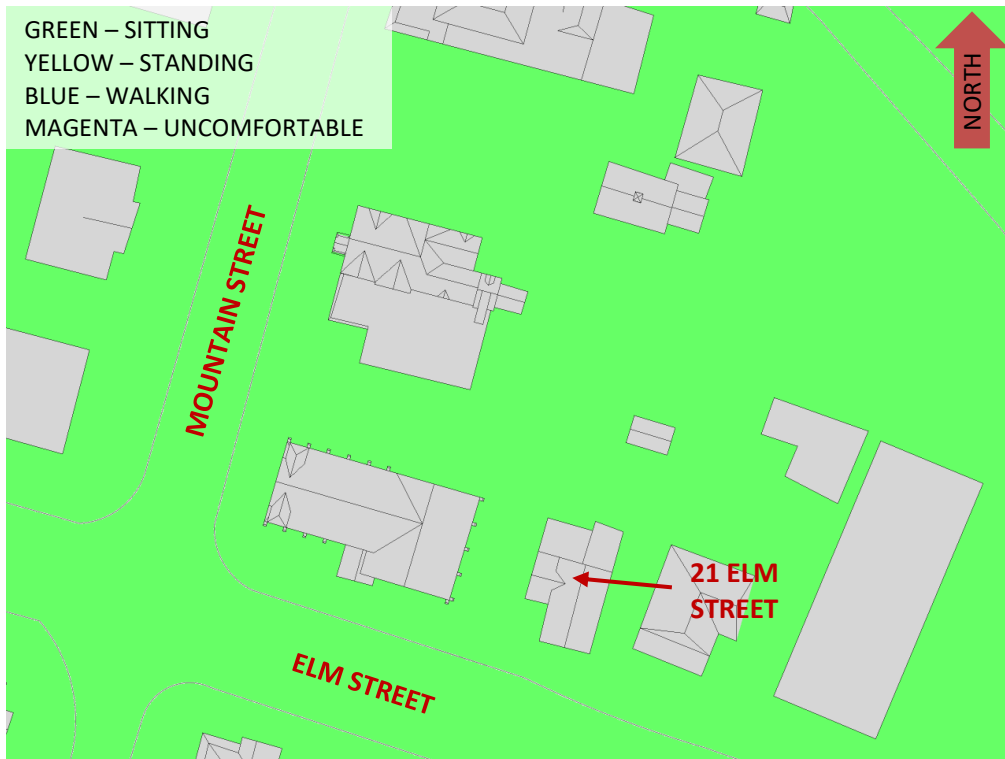 GREEN – SITTING
YELLOW – STANDING
BLUE – WALKING
MAGENTA – UNCOMFORTABLE
NORTH
MOUNTAIN STREET
21 ELM
STREET
ELM STREET